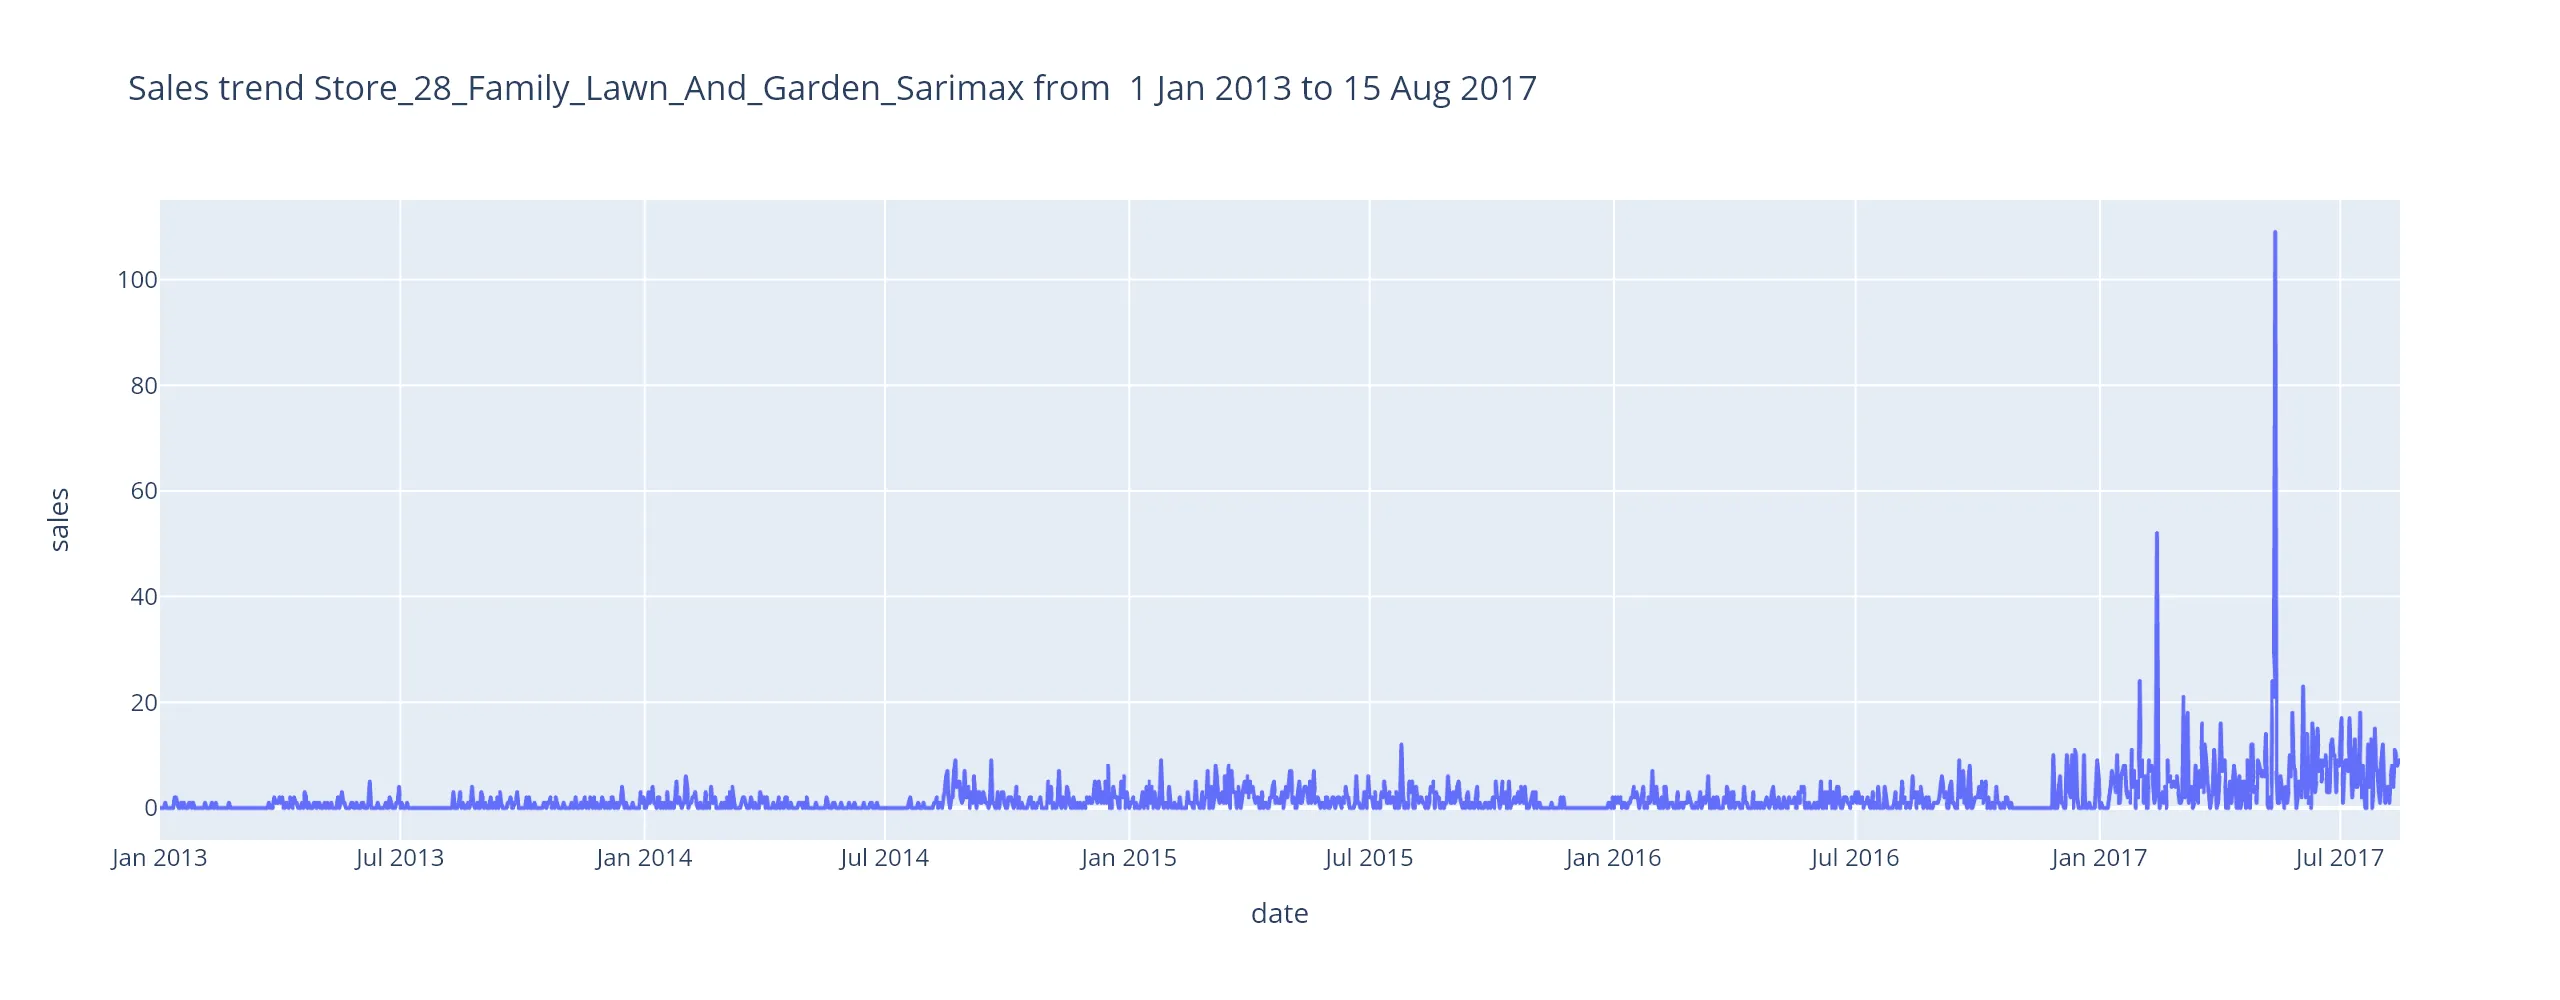 Sales trend Store_28_Family_Lawn_And_Garden_Sarimax from  1 Jan 2013 to 15 Aug 2017
100
80
60
40
20
0
sales
Jan 2013 Jul 2013 Jan 2014 Jul 2014 Jan 2015 Jul 2015 Jan 2016 Jul 2016 Jan 2017 Jul 2017
date